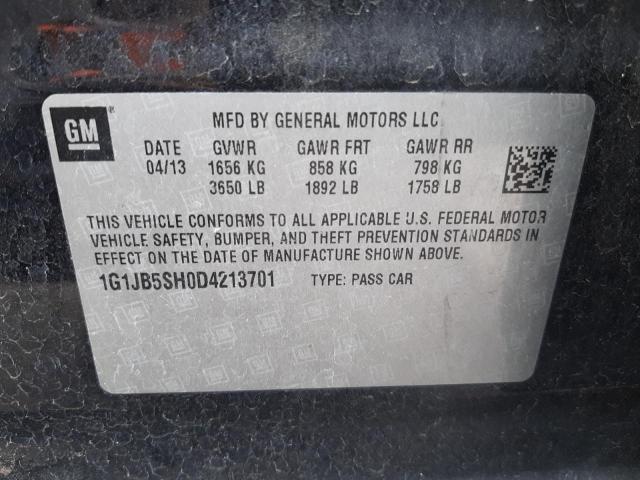 GM
MFD BY GENERAL MOTORS LLC
DATE GVWR GAWR FRT GAWR RR
04/13 1656 KG 858 KG 798 KG
3650 LB 1892 LB 1758 LB
THIS VEHICLE CONFORMS TO ALL APPLICABLE U.S. FEDERAL MOTOR
VEHICLE SAFETY, BUMPER, AND THEFT PREVENTION STANDARDS IN
EFFECT ON THE DATE OF MANUFACTURE SHOWN ABOVE.
1G1JB5SH0D4213701 TYPE: PASS CAR